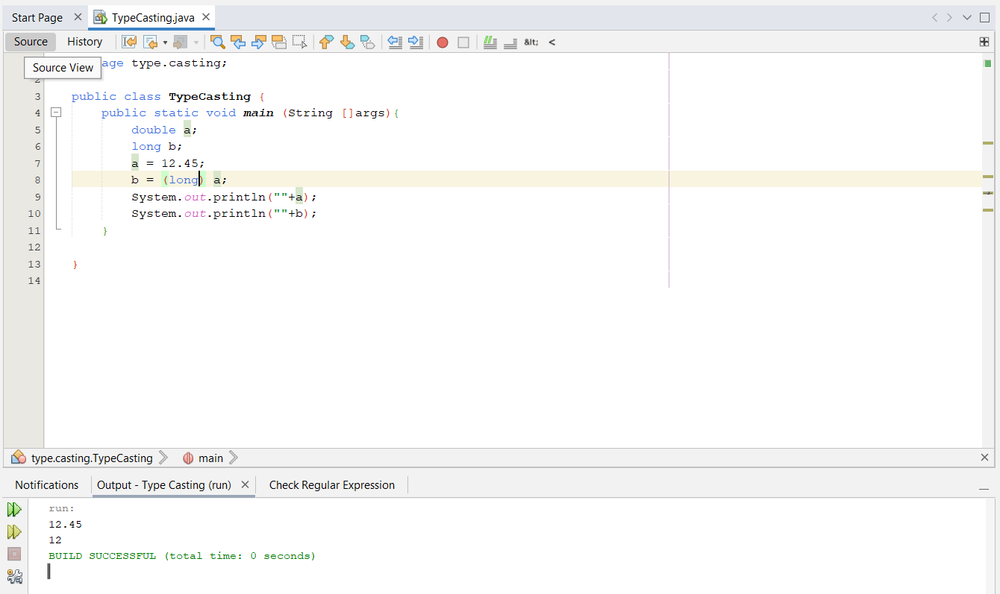 Start Page TypeCasting.java
Source History &lt; <
Source View
age type.casting;
2
3 public class TypeCasting {
4 public static void main (String []args){
5 double a;
6 long b;
7 a = 12.45;
8 b = (long) a;
9 System.out.println(""+a);
10 System.out.println(""+b);
11 }
12
13 }
14
type.casting.TypeCasting main
Notifications Output - Type Casting (run) Check Regular Expression
run:
12.45
12
BUILD SUCCESSFUL (total time: 0 seconds)